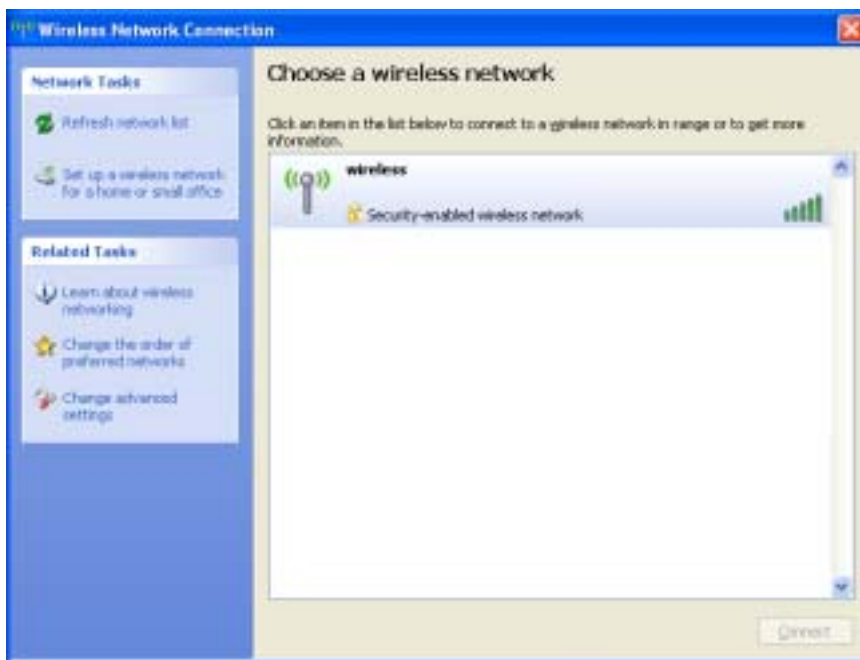 Wireless Network Connection
Network Tasks
Refresh network list
Set up a wireless network
for a home or small office
Related Tasks
Learn about wireless
networking
Change the order of
preferred networks
Change advanced
settings
Choose a wireless network
Click an item in the list below to connect to a wireless network in range or to get more
information.
wireless
Security-enabled wireless network
Connect